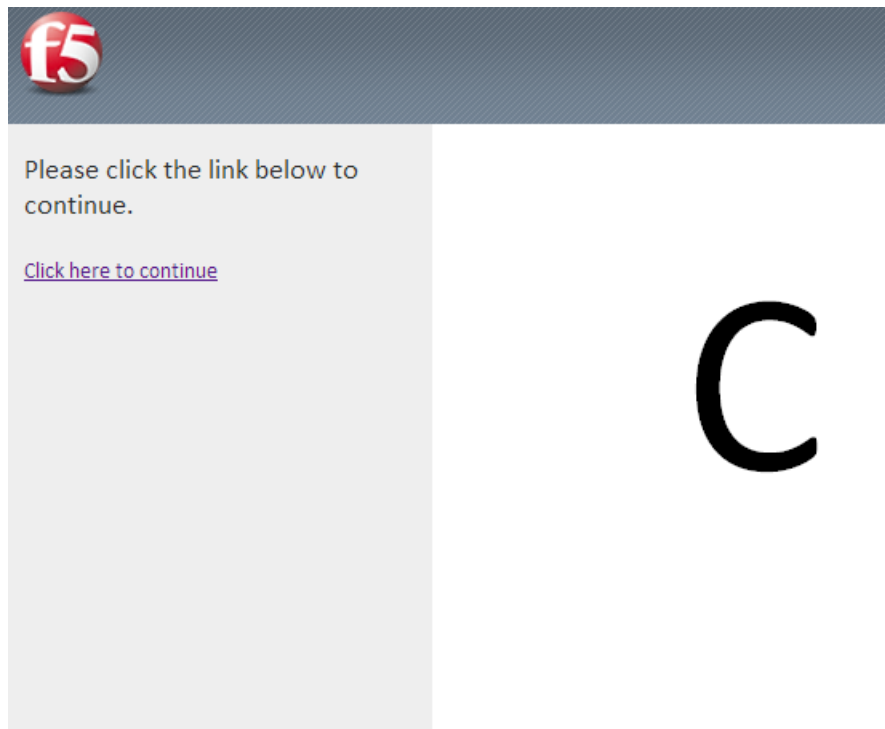 f5
Please click the link below to
continue.
Click here to continue
C